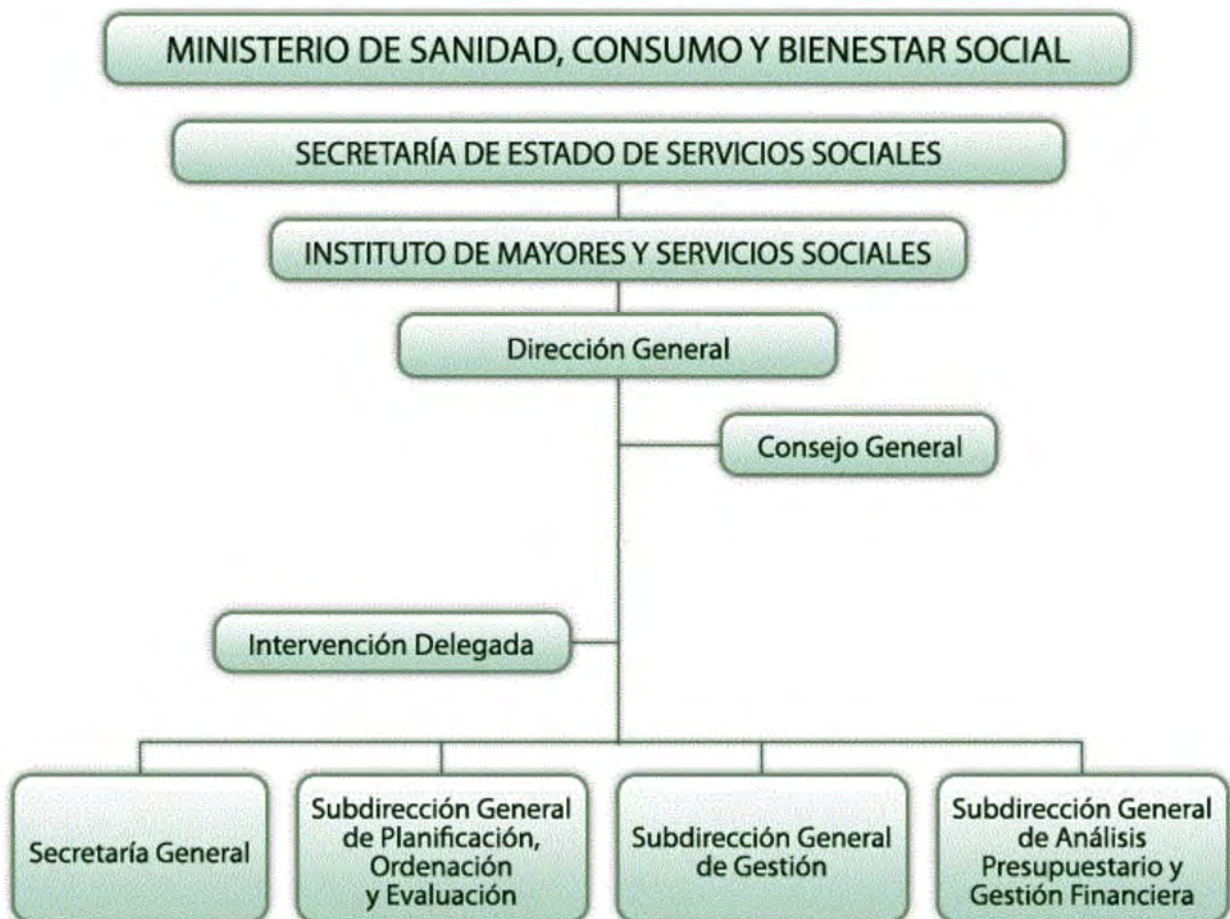 MINISTERIO DE SANIDAD, CONSUMO Y BIENESTAR SOCIAL
SECRETARÍA DE ESTADO DE SERVICIOS SOCIALES
INSTITUTO DE MAYORES Y SERVICIOS SOCIALES
Dirección General
Consejo General
Intervención Delegada
Secretaría General
Subdirección General
de Planificación,
Ordenación
y Evaluación
Subdirección General
de Gestión
Subdirección General
de Análisis
Presupuestario y
Gestión Financiera